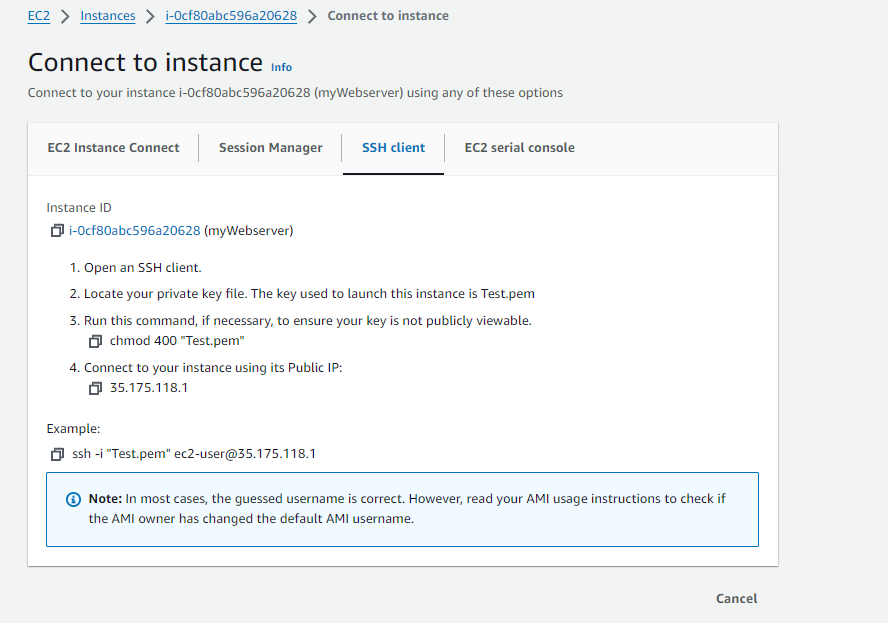 EC2 > Instances > i-0cf80abc596a20628 > Connect to instance
Connect to instance Info
Connect to your instance i-0cf80abc596a20628 (myWebserver) using any of these options
EC2 Instance Connect Session Manager SSH client EC2 serial console
Instance ID
i-0cf80abc596a20628 (myWebserver)
1. Open an SSH client.
2. Locate your private key file. The key used to launch this instance is Test.pem
3. Run this command, if necessary, to ensure your key is not publicly viewable.
chmod 400 "Test.pem"
4. Connect to your instance using its Public IP:
35.175.118.1
Example:
ssh -i "Test.pem" ec2-user@35.175.118.1
Note: In most cases, the guessed username is correct. However, read your AMI usage instructions to check if
the AMI owner has changed the default AMI username.
Cancel